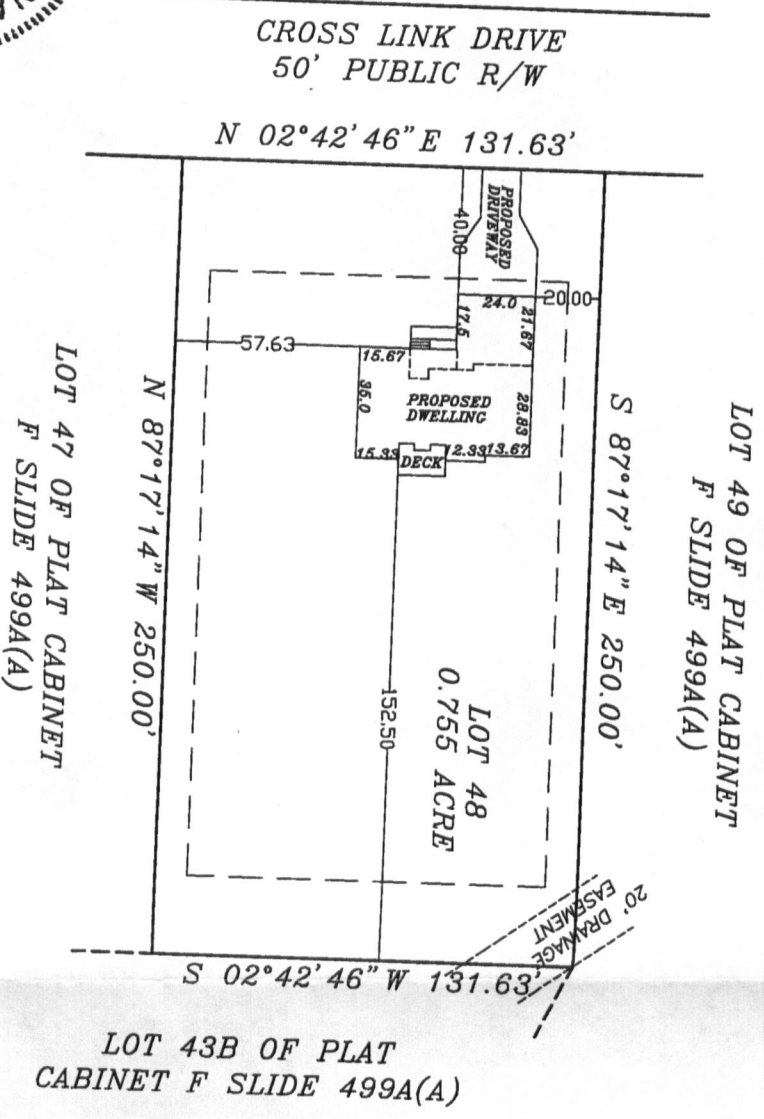 CROSS LINK DRIVE
50' PUBLIC R/W
N 02°42'46"E 131.63'
PROPOSED
DRIVEWAY
40.00
24.0
20.00
17.5
21.67
57.63
15.67
36.0
PROPOSED
DWELLING
28.83
15.33
DECK
12.33
13.67
LOT 47 OF PLAT CABINET
F SLIDE 499A(A)
N 87°17'14"W 250.00'
S 87°17'14"E 250.00'
LOT 49 OF PLAT CABINET
F SLIDE 499A(A)
152.50
LOT 48
0.755 ACRE
20' DRAINAGE
EASEMENT
S 02°42'46"W 131.63'
LOT 43B OF PLAT
CABINET F SLIDE 499A(A)